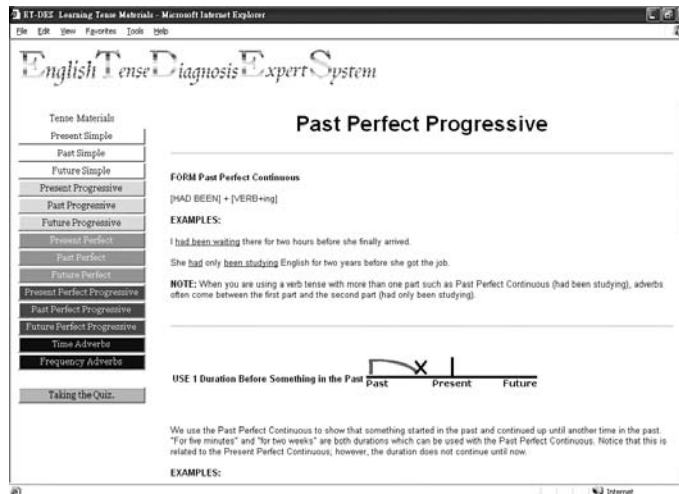 ET-DES Learning Tense Materials - Microsoft Internet Explorer
File Edit View Favorites Tools Help
English Tense Diagnosis Expert System
Tense Materials
Present Simple
Past Simple
Future Simple
Present Progressive
Past Progressive
Future Progressive
Present Perfect
Past Perfect
Future Perfect
Present Perfect Progressive
Past Perfect Progressive
Future Perfect Progressive
Time Adverbs
Frequency Adverbs
Taking the Quiz.
Past Perfect Progressive
FORM Past Perfect Continuous
[HAD BEEN] + [VERB+ing]
EXAMPLES:
I had been waiting there for two hours before she finally arrived.
She had only been studying English for two years before she got the job.
NOTE: When you are using a verb tense with more than one part such as Past Perfect Continuous (had been studying), adverbs
often come between the first part and the second part (had only been studying).
USE 1 Duration Before Something in the Past
Past Present Future
We use the Past Perfect Continuous to show that something started in the past and continued up until another time in the past.
"For five minutes" and "for two weeks" are both durations which can be used with the Past Perfect Continuous. Notice that this is
related to the Present Perfect Continuous; however, the duration does not continue until now.
EXAMPLES:
Internet